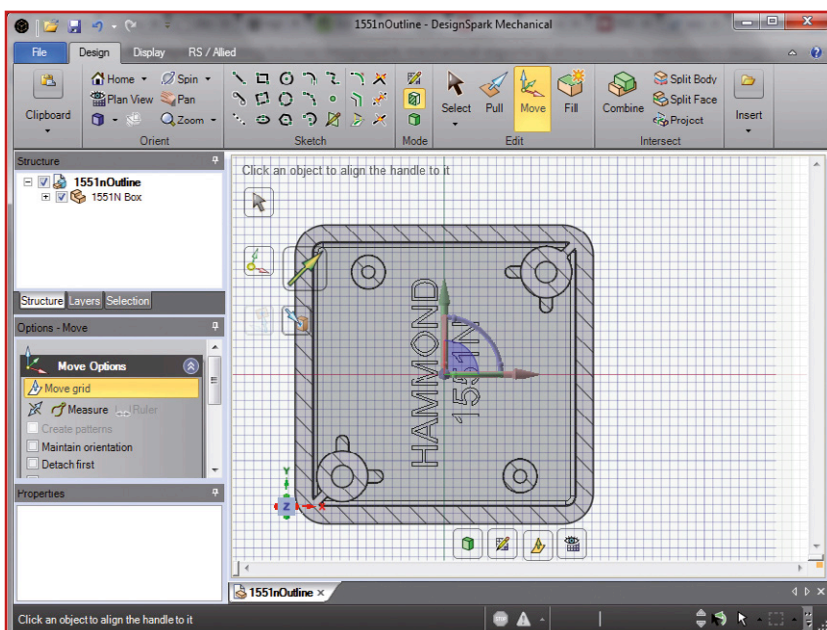 1551nOutline - DesignSpark Mechanical
File Design Display RS / Allied
Home Spin
Plan View Pan
Zoom
Clipboard
Orient
Sketch
Mode
Select Pull Move Fill
Edit
Combine
Split Body
Split Face
Project
Intersect
Insert
Structure
1551nOutline
1551N Box
Structure Layers Selection
Options - Move
Move Options
Move grid
Measure Ruler
Create patterns
Maintain orientation
Detach first
Properties
Click an object to align the handle to it
HAMMOND
1551N
Y
Z X
1551nOutline
Click an object to align the handle to it